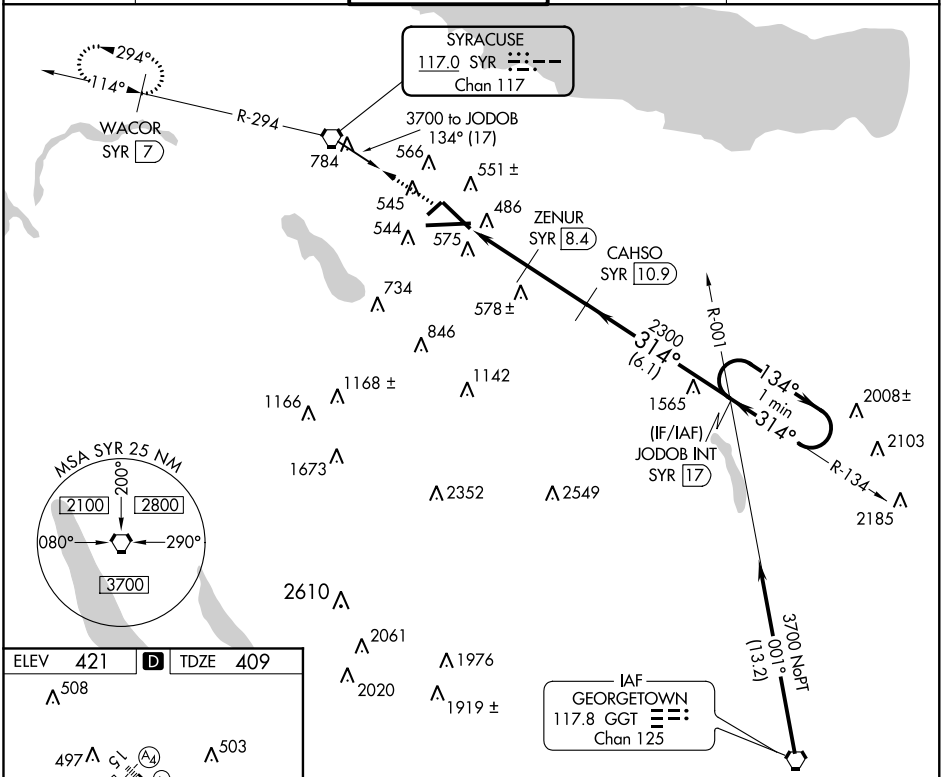 SYRACUSE
117.0 SYR
Chan 117
294°
114°
R-294
WACOR
SYR 7
3700 to JODOB
134° (17)
784
566
551 ±
545
486
544
575
ZENUR
SYR 8.4
CAHSO
SYR 10.9
734
578 ±
846
R-001
2300
314°
(6.1)
134°
1 min
314°
1168 ±
1142
1166
1565
2008±
2103
(IF/IAF)
JODOB INT
SYR 17
R-134
1673
2352
2549
2185
MSA SYR 25 NM
200°
2100
2800
080°
290°
3700
2610
2061
1976
2020
1919 ±
3700 NoPT
001°
(13.2)
IAF
GEORGETOWN
117.8 GGT
Chan 125
ELEV 421 D TDZE 409
508
497
503
15
A4